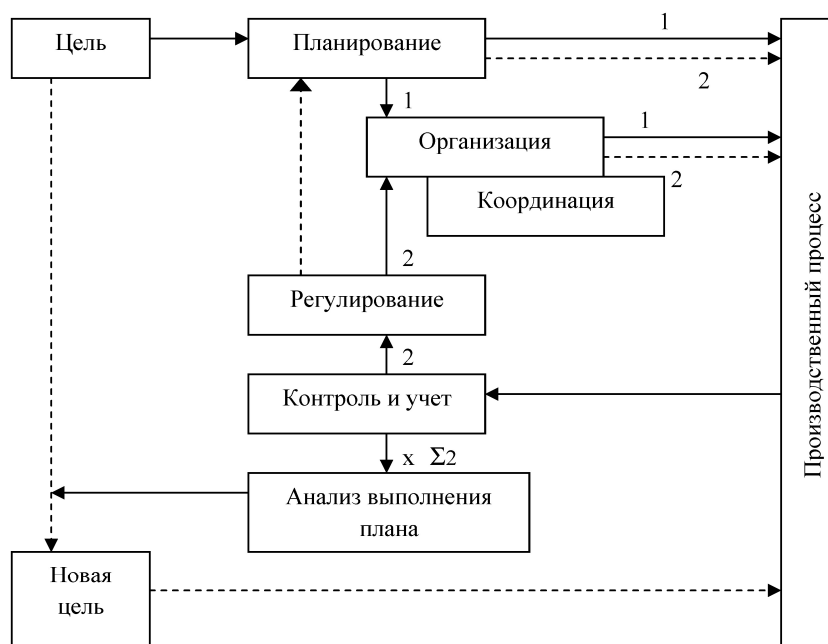 Цель
Планирование
1
2
1
Организация
1
2
Координация
2
Регулирование
2
Контроль и учет
x Σ2
Анализ выполнения
плана
Новая
цель
Производственный процесс